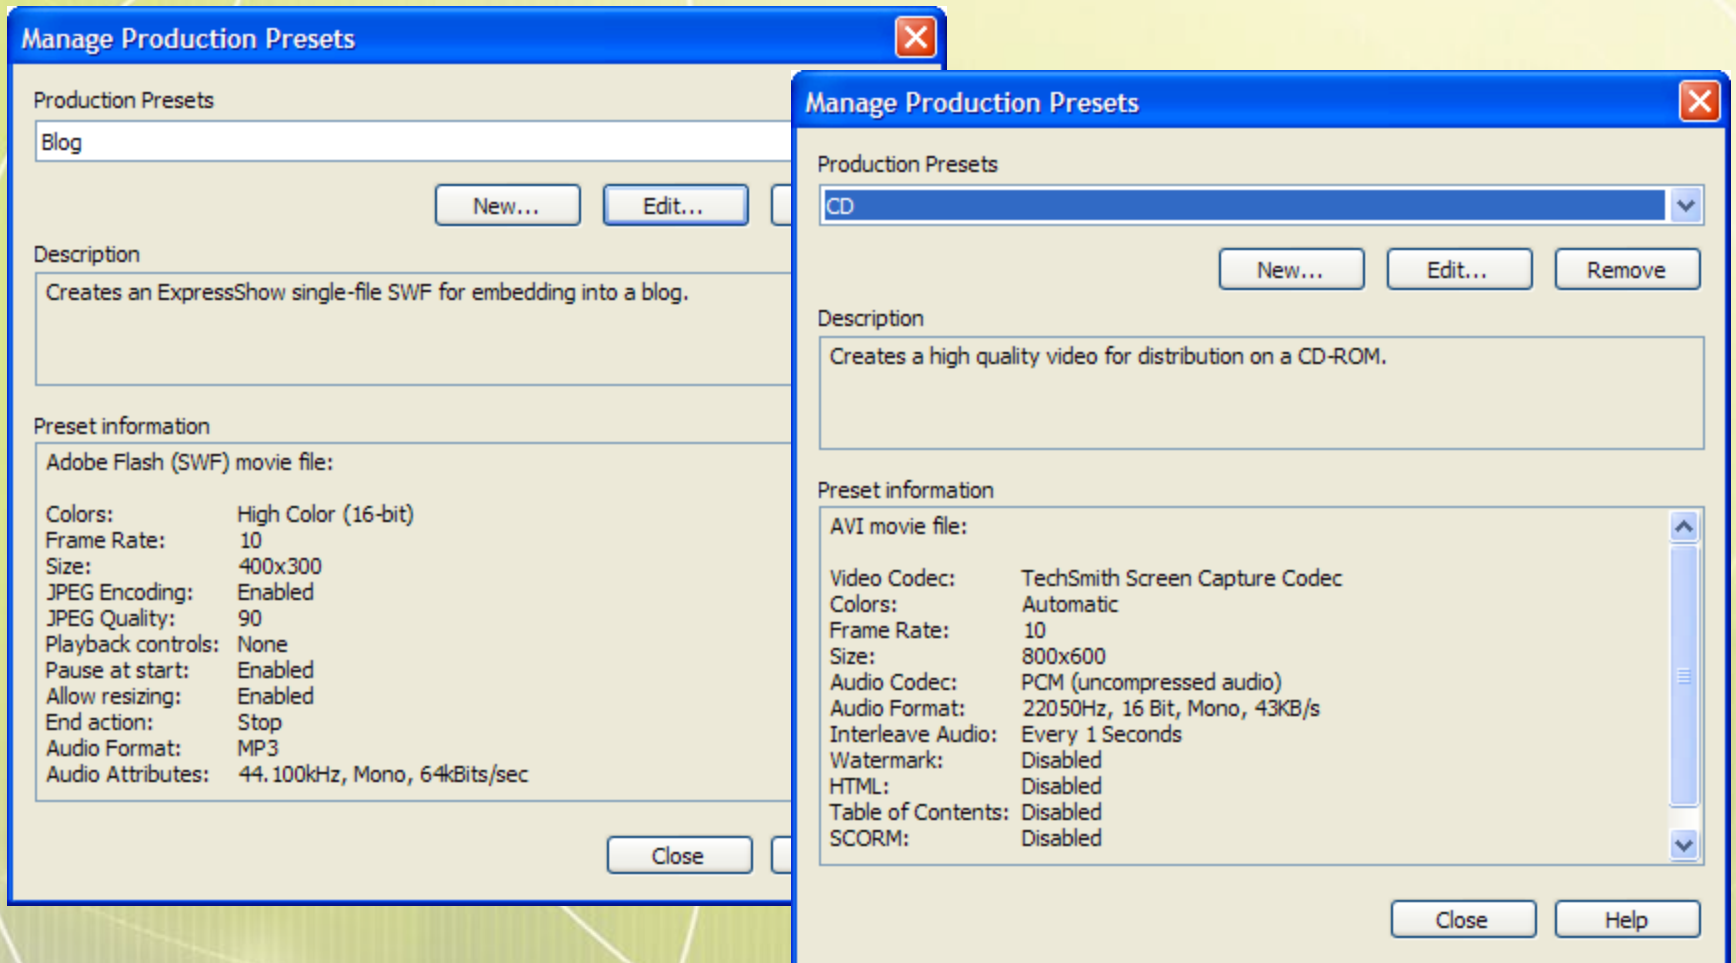 Manage Production Presets
Production Presets
Blog
New...
Edit...
Description
Creates an ExpressShow single-file SWF for embedding into a blog.
Preset information
Adobe Flash (SWF) movie file:
Colors: High Color (16-bit)
Frame Rate: 10
Size: 400x300
JPEG Encoding: Enabled
JPEG Quality: 90
Playback controls: None
Pause at start: Enabled
Allow resizing: Enabled
End action: Stop
Audio Format: MP3
Audio Attributes: 44.100kHz, Mono, 64kBits/sec
Close
Manage Production Presets
Production Presets
CD
New...
Edit...
Remove
Description
Creates a high quality video for distribution on a CD-ROM.
Preset information
AVI movie file:
Video Codec: TechSmith Screen Capture Codec
Colors: Automatic
Frame Rate: 10
Size: 800x600
Audio Codec: PCM (uncompressed audio)
Audio Format: 22050Hz, 16 Bit, Mono, 43KB/s
Interleave Audio: Every 1 Seconds
Watermark: Disabled
HTML: Disabled
Table of Contents: Disabled
SCORM: Disabled
Close
Help